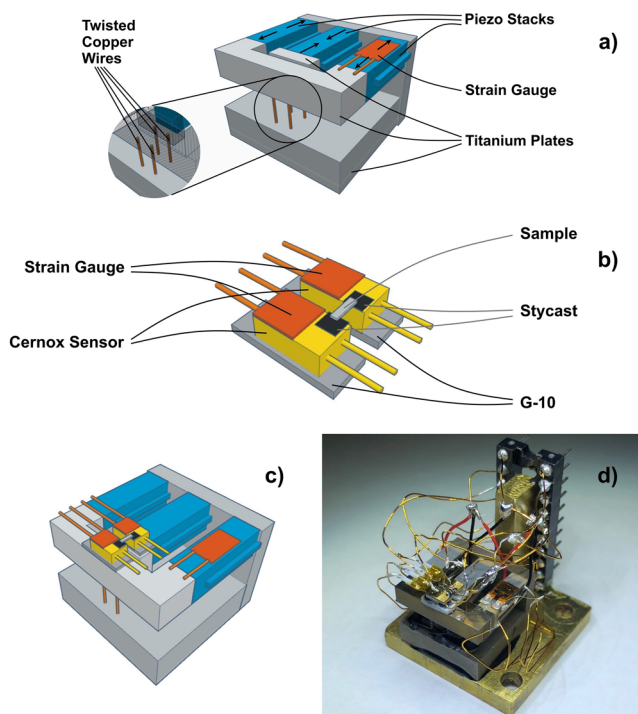 Twisted
Copper
Wires
Piezo Stacks
a)
Strain Gauge
Titanium Plates
Sample
b)
Strain Gauge
Stycast
Cernox Sensor
G-10
c)
d)